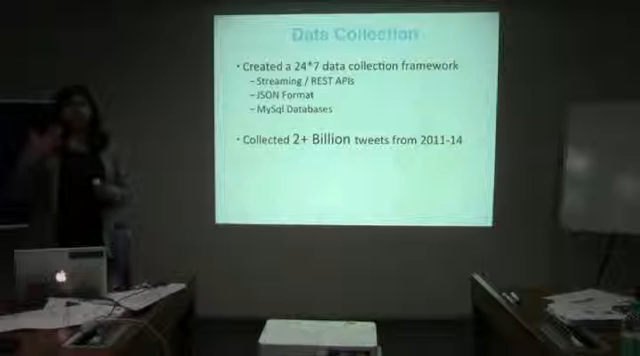 Data Collection
• Created a 24*7 data collection framework
– Streaming / REST APIs
– JSON Format
– MySql Databases
• Collected 2+ Billion tweets from 2011-14